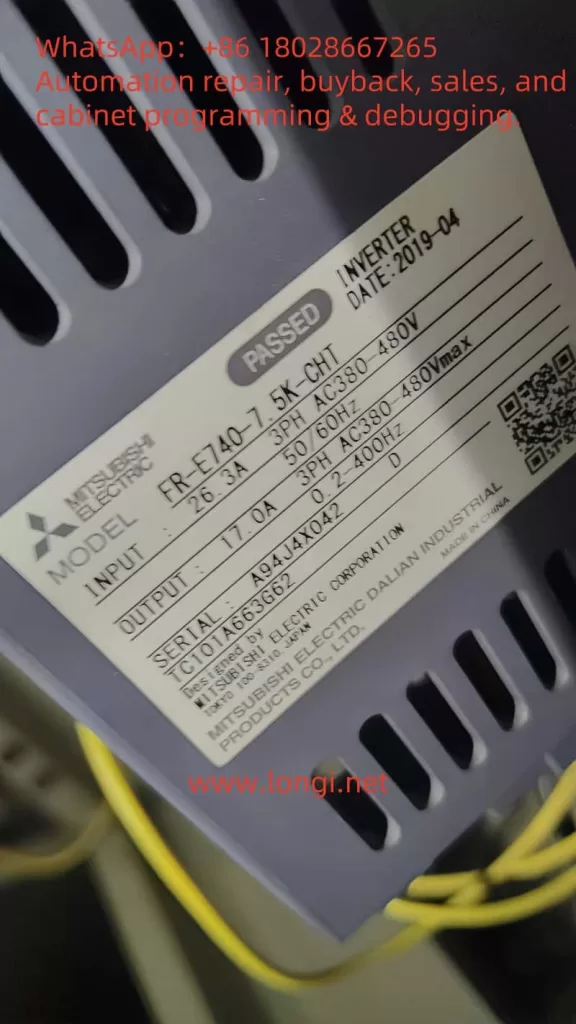 WhatsApp：+86 18028667265
Automation repair, buyback, sales, and
cabinet programming & debugging.
MITSUBISHI
ELECTRIC
PASSED
INVERTER
DATE:2019-04
MODEL FR-E740-7.5K-CHT
INPUT : 26.3A 3PH AC380-480V
50/60Hz
OUTPUT : 17.0A 3PH AC380-480Vmax
0.2-400Hz
SERIAL : A94J4X042 D
TC101A663G62
Designed by
MITSUBISHI ELECTRIC CORPORATION
TOKYO 100-8310, JAPAN
MITSUBISHI ELECTRIC DALIAN INDUSTRIAL
PRODUCTS CO., LTD. MADE IN CHINA
www.longi.net